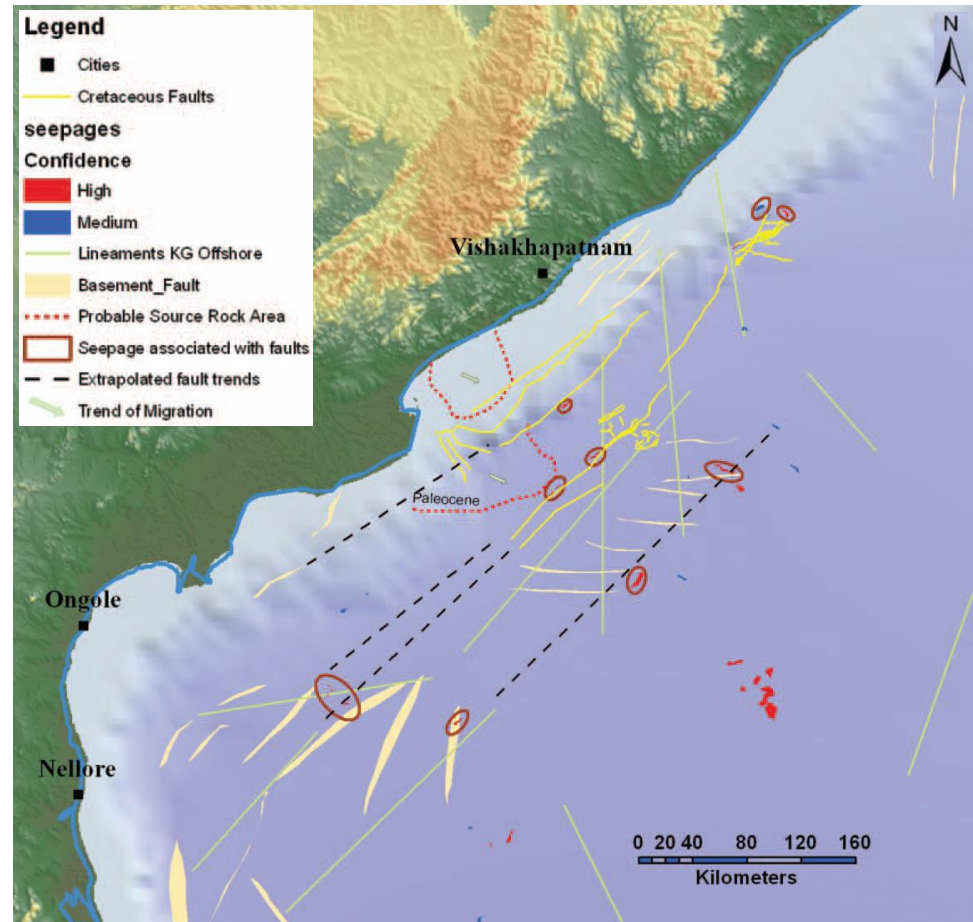 Legend
Cities
Cretaceous Faults
seepages
Confidence
High
Medium
Lineaments KG Offshore
Basement_Fault
Probable Source Rock Area
Seepage associated with faults
Extrapolated fault trends
Trend of Migration
N
Vishakhapatnam
Paleocene
Ongole
Nellore
0 20 40 80 120 160
Kilometers